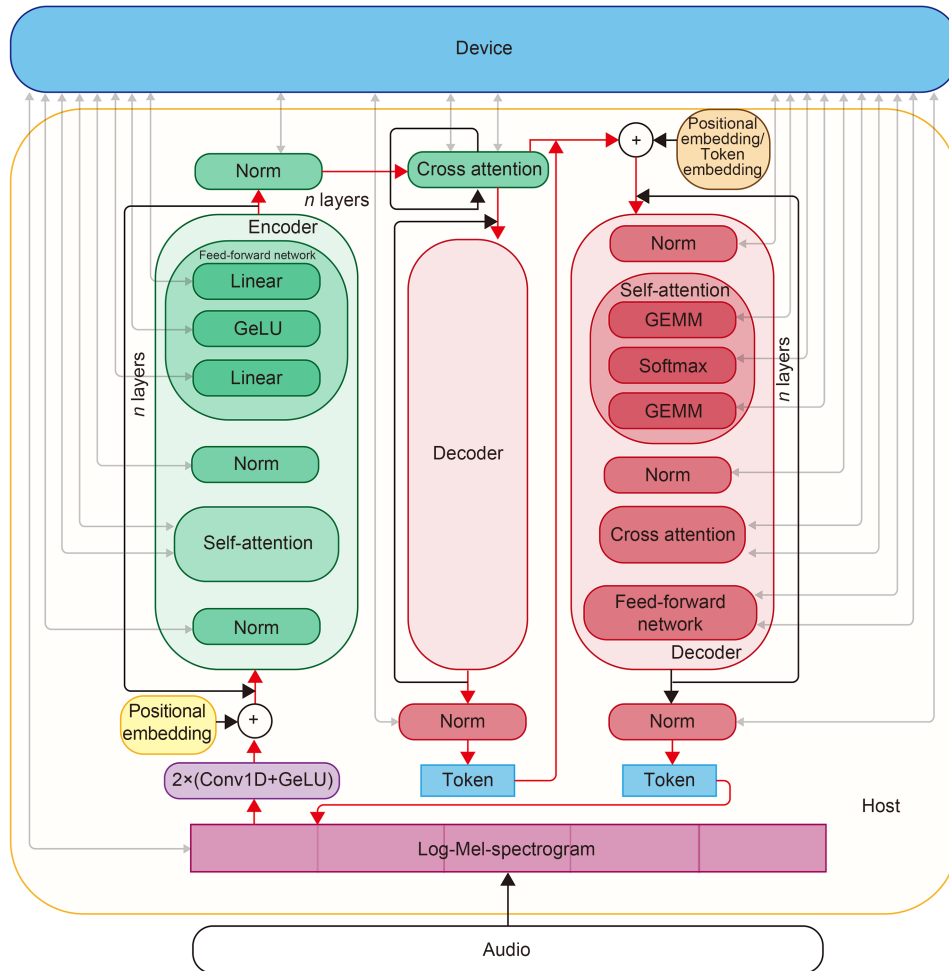 Device
Positional
embedding/
Token
embedding
+
Norm
Cross attention
n layers
Encoder
Feed-forward network
Linear
GeLU
Linear
n layers
Norm
Self-attention
Norm
Positional
embedding
+
2×(Conv1D+GeLU)
Decoder
Norm
Token
Norm
Self-attention
GEMM
Softmax
GEMM
n layers
Norm
Cross attention
Feed-forward
network
Decoder
Norm
Token
Host
Log-Mel-spectrogram
Audio